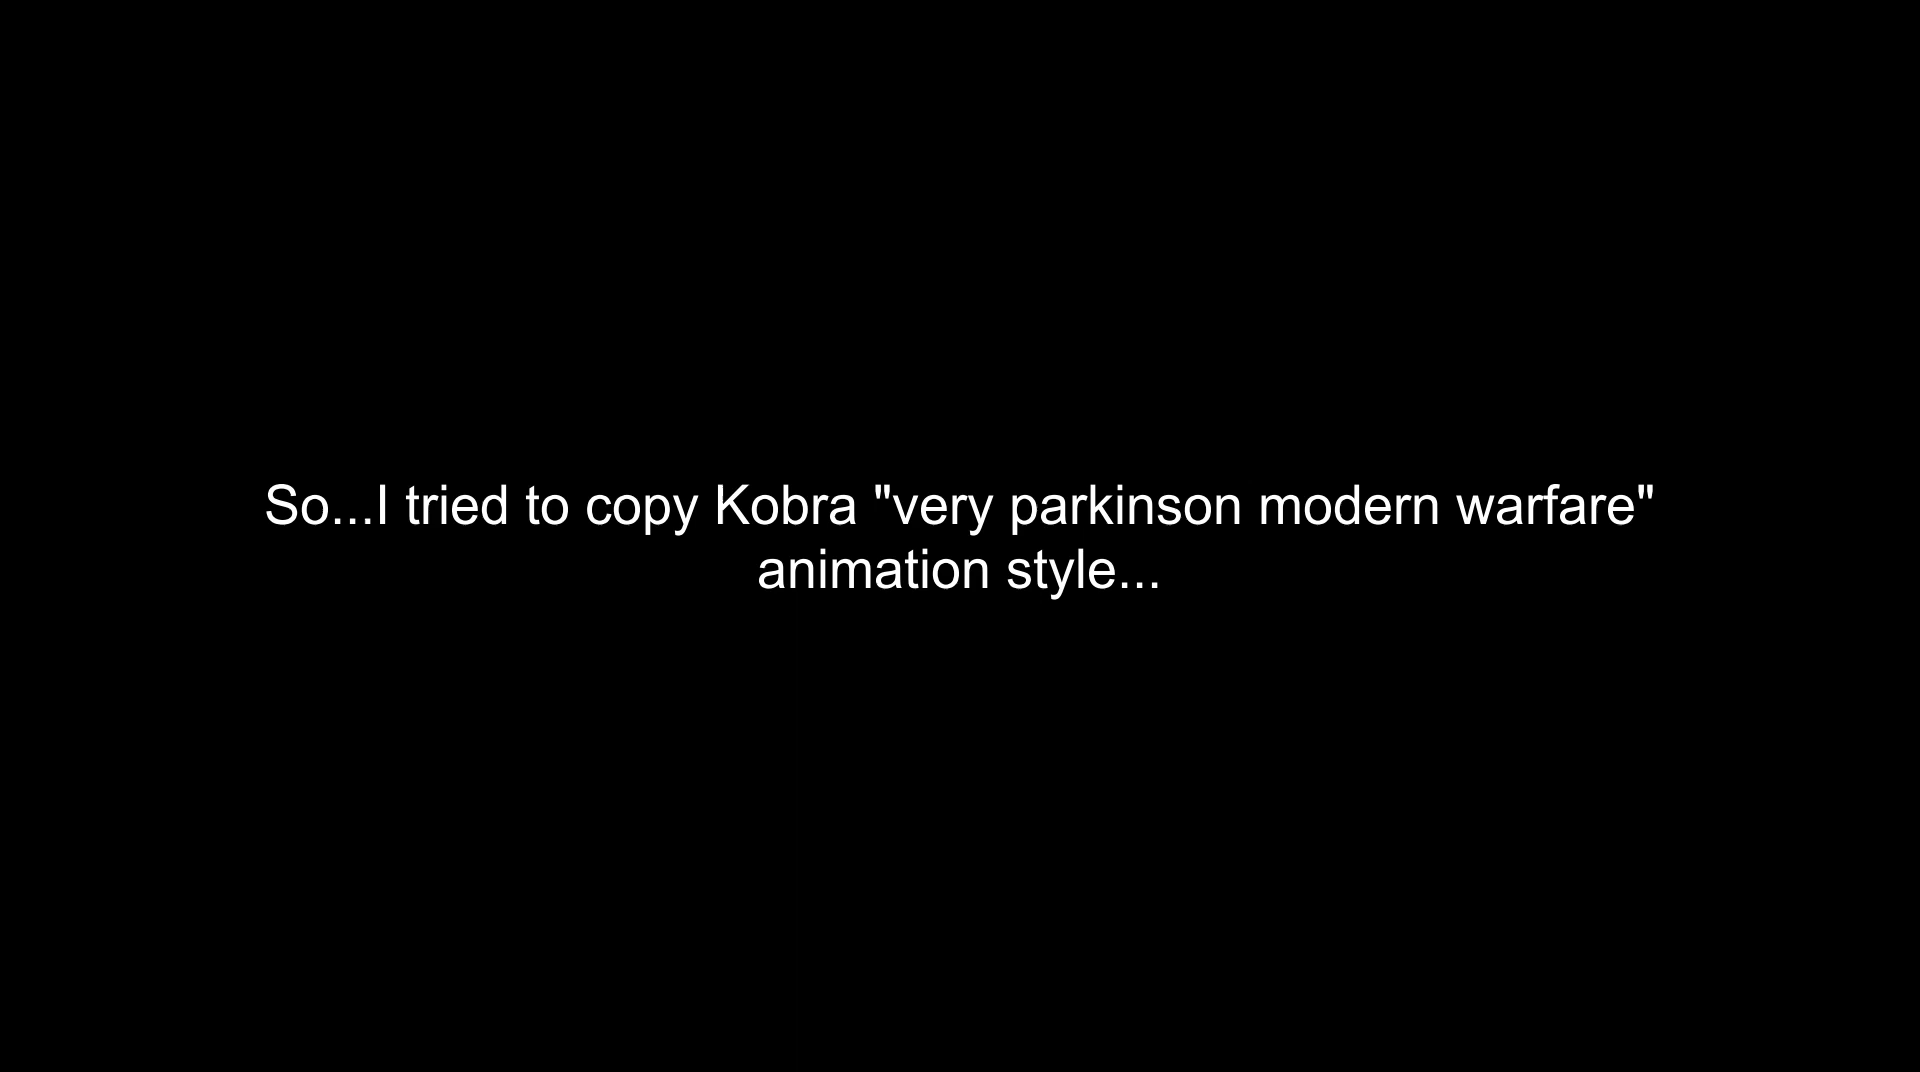 So...I tried to copy Kobra "very parkinson modern warfare"
animation style...